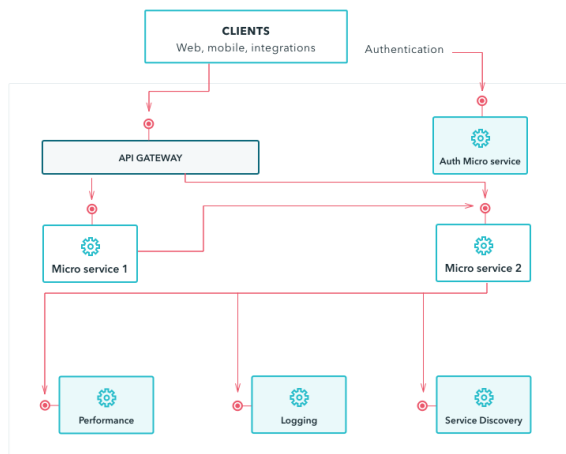 CLIENTS
Web, mobile, integrations
Authentication
API GATEWAY
Auth Micro service
Micro service 1
Micro service 2
Performance
Logging
Service Discovery